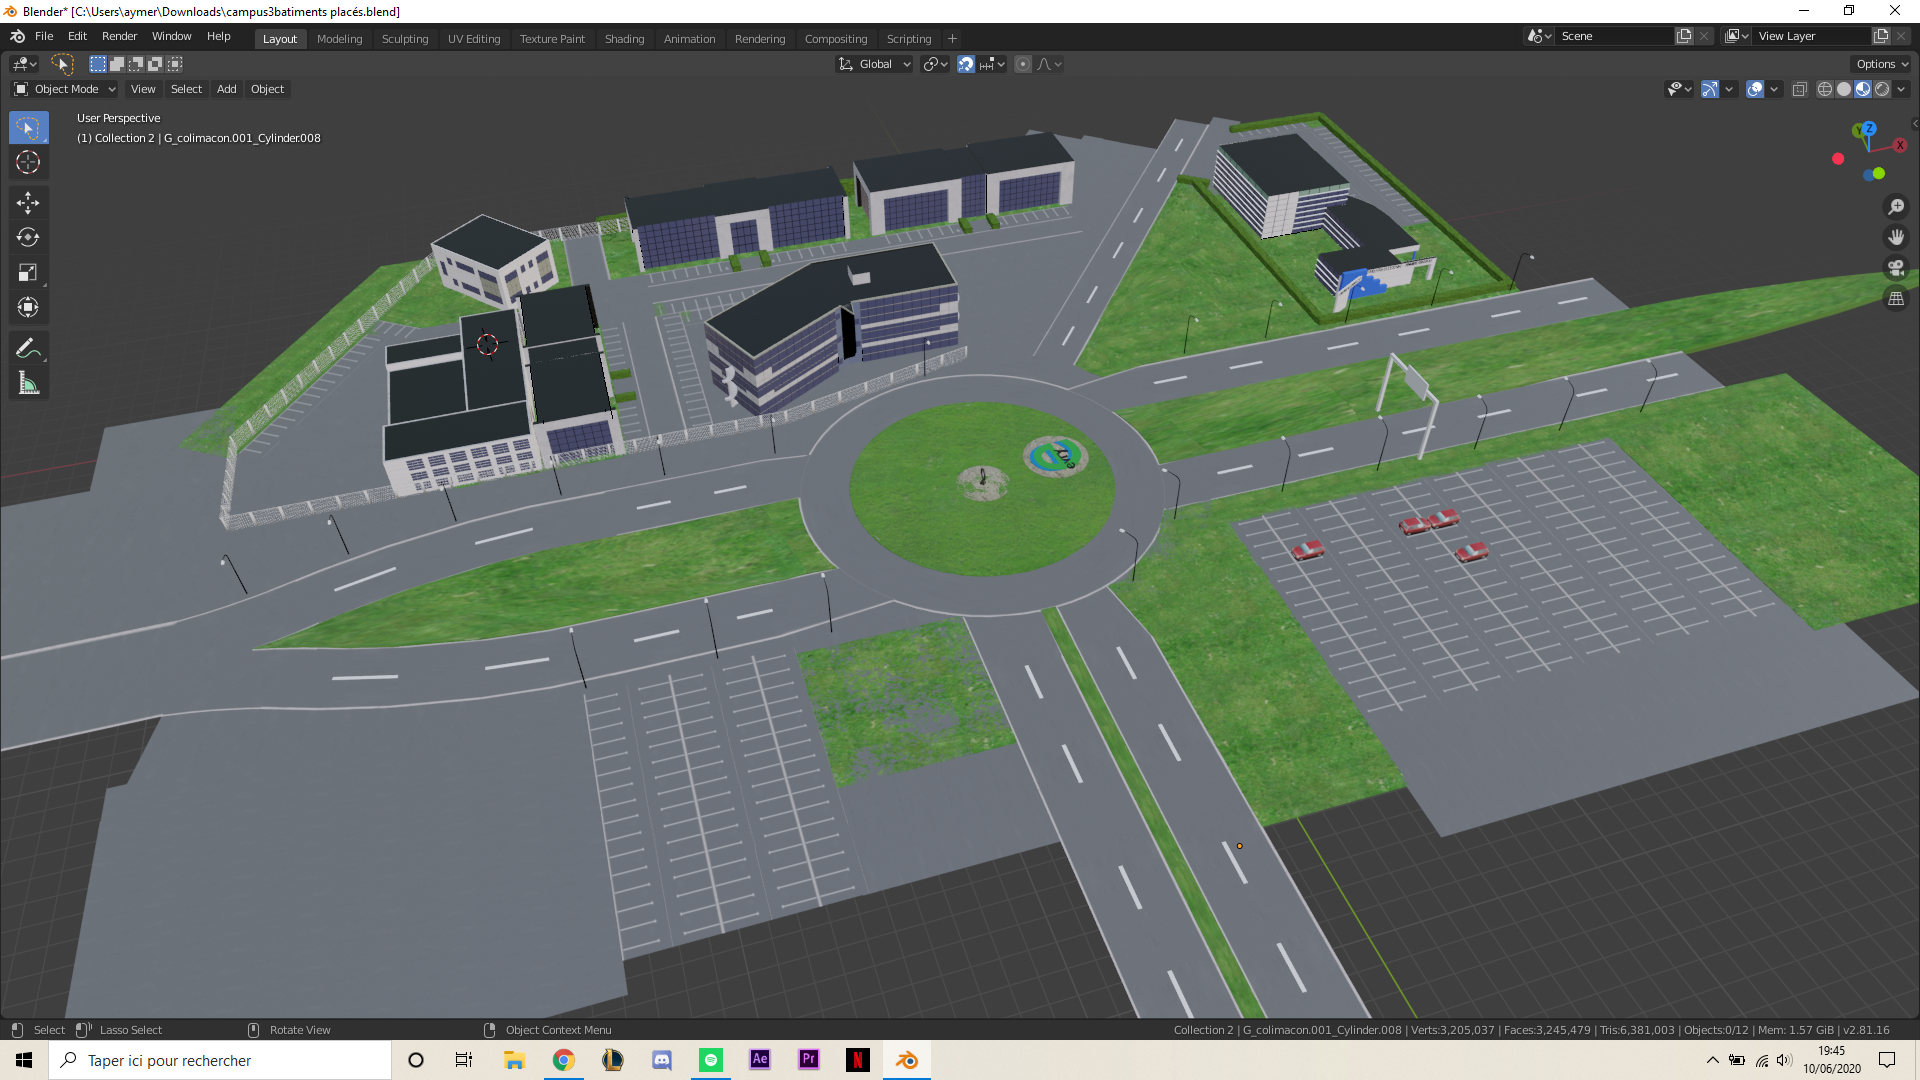 Blender* [C:\Users\aymer\Downloads\campus3batiments placés.blend]
File Edit Render Window Help
Layout Modeling Sculpting UV Editing Texture Paint Shading Animation Rendering Compositing Scripting +
Scene
View Layer
Global
Options
Object Mode View Select Add Object
User Perspective
(1) Collection 2 | G_colimacon.001_Cylinder.008
Y Z X
evry
Select Lasso Select Rotate View Object Context Menu
Collection 2 | G_colimacon.001_Cylinder.008 | Verts:3,205,037 | Faces:3,245,479 | Tris:6,381,003 | Objects:0/12 | Mem: 1.57 GiB | v2.81.16
Taper ici pour rechercher
Ae Pr N
19:45
10/06/2020